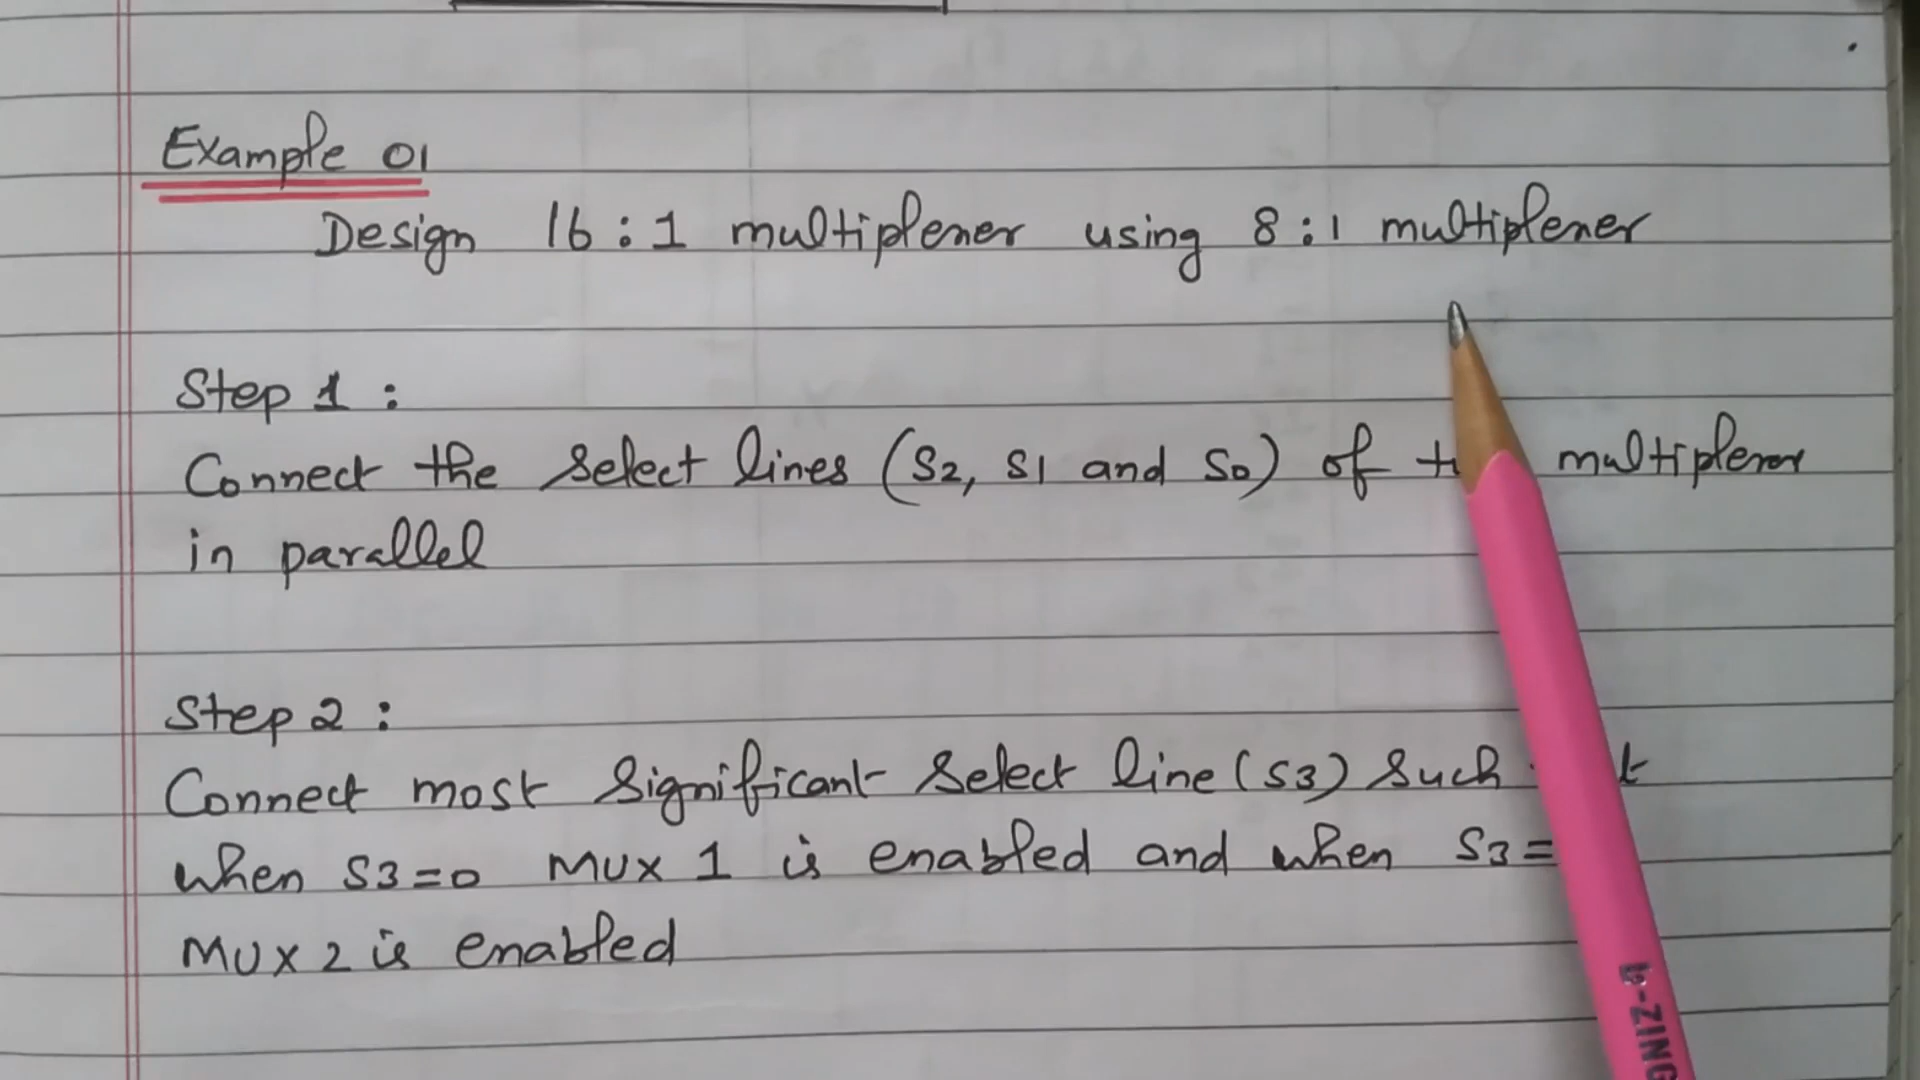 Example 01
Design 16 : 1 multiplexer using 8 : 1 multiplexer
Step 1 :
Connect the select lines (S2, S1 and S0) of multiplexer
in parallel
Step 2 :
Connect most significant select line (S3) such
when S3=0 MUX 1 is enabled and when S3=
MUX 2 is enabled
b-ZING